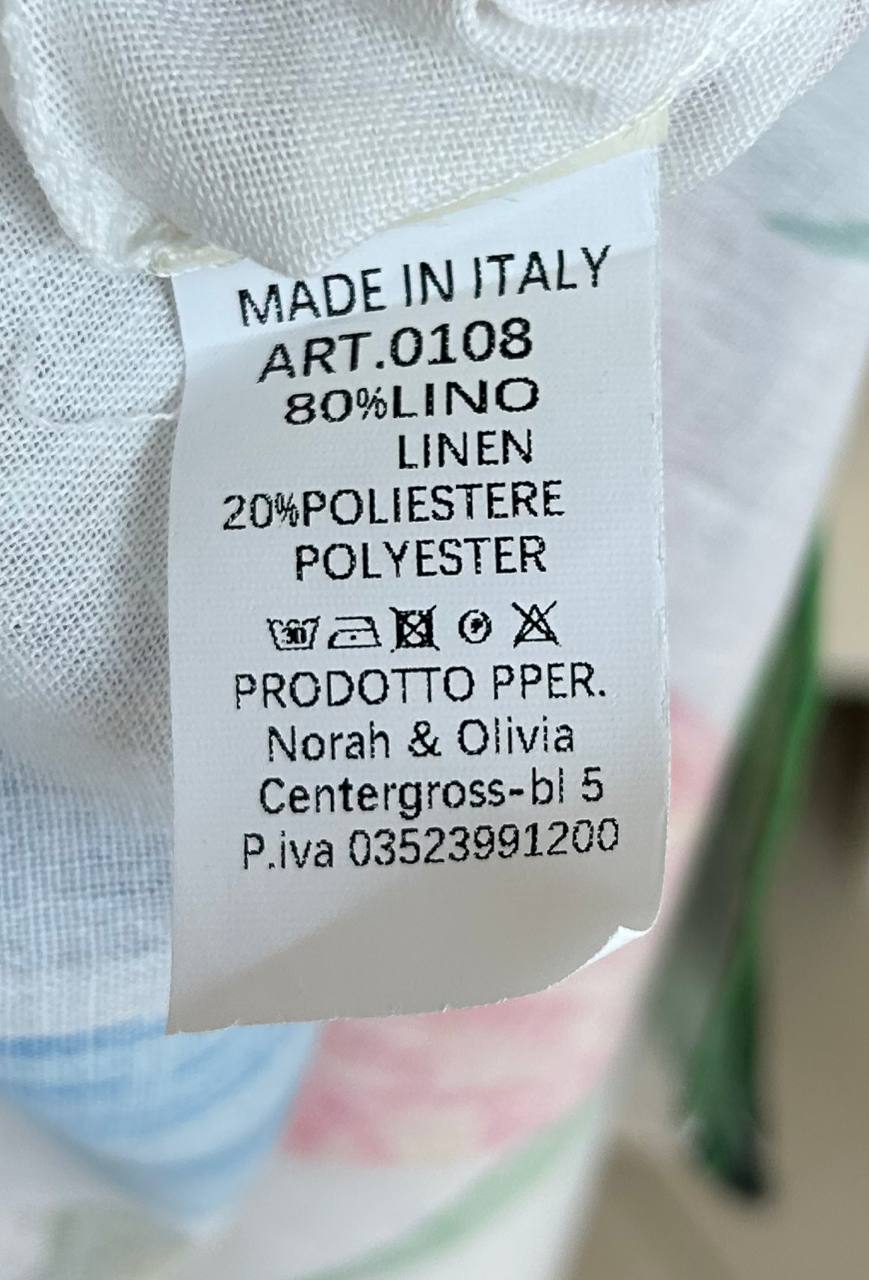 MADE IN ITALY
ART.0108
80%LINO
LINEN
20%POLIESTERE
POLYESTER
30 P
PRODOTTO PPER.
Norah & Olivia
Centergross-bl 5
P.iva 03523991200